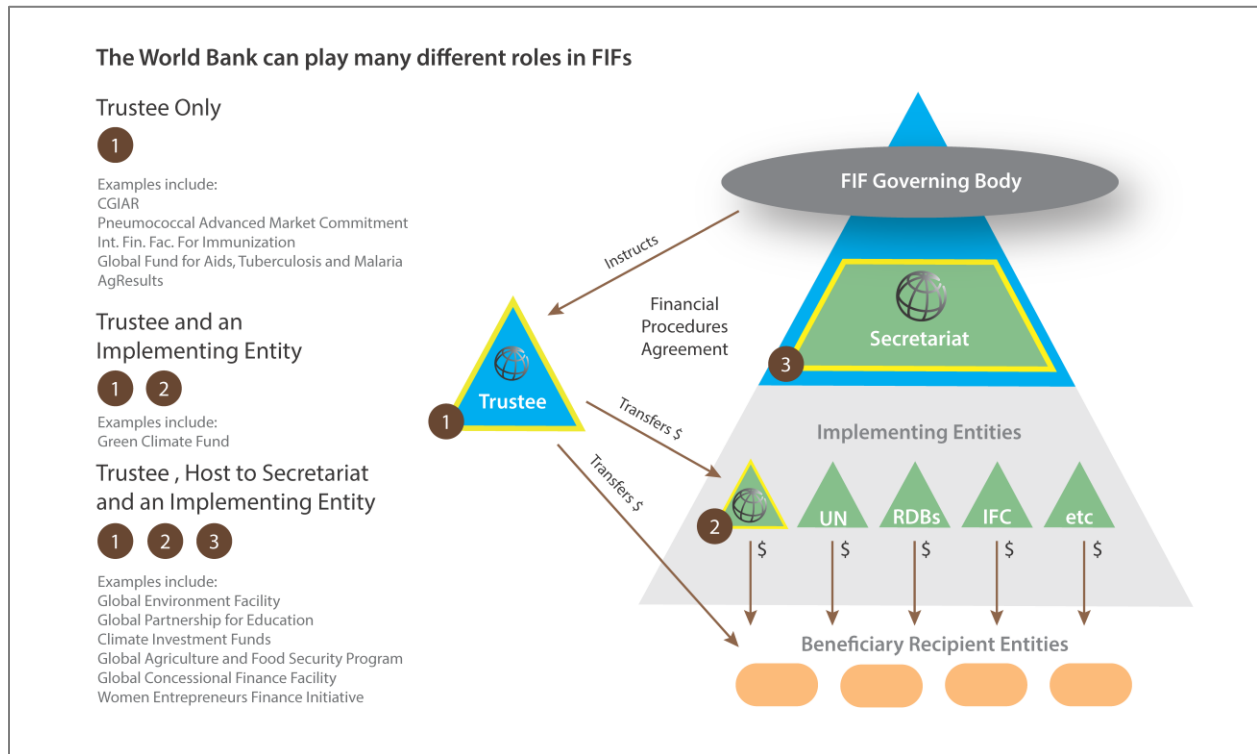 The World Bank can play many different roles in FIFs
Trustee Only
1
Examples include:
CGIAR
Pneumococcal Advanced Market Commitment
Int. Fin. Fac. For Immunization
Global Fund for Aids, Tuberculosis and Malaria
AgResults
Trustee and an
Implementing Entity
1 2
Examples include:
Green Climate Fund
Trustee , Host to Secretariat
and an Implementing Entity
1 2 3
Examples include:
Global Environment Facility
Global Partnership for Education
Climate Investment Funds
Global Agriculture and Food Security Program
Global Concessional Finance Facility
Women Entrepreneurs Finance Initiative
FIF Governing Body
Instructs
Financial
Procedures
Agreement
Secretariat
3
Trustee
1
Transfers $
Transfers $
Implementing Entities
2
UN RDBs IFC etc
$ $ $ $ $
Beneficiary Recipient Entities